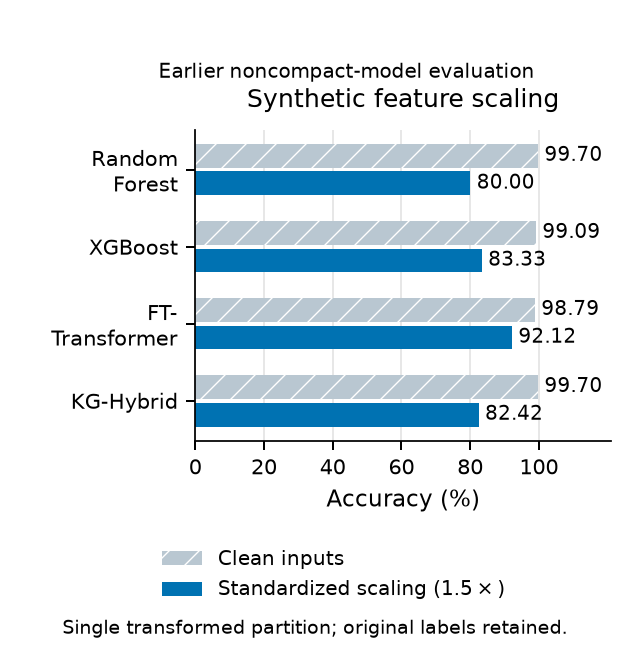 Earlier noncompact-model evaluation
Synthetic feature scaling
Random
Forest
99.70
80.00
XGBoost
99.09
83.33
FT-
Transformer
98.79
92.12
KG-Hybrid
99.70
82.42
0 20 40 60 80 100
Accuracy (%)
Clean inputs
Standardized scaling (1.5 × )
Single transformed partition; original labels retained.